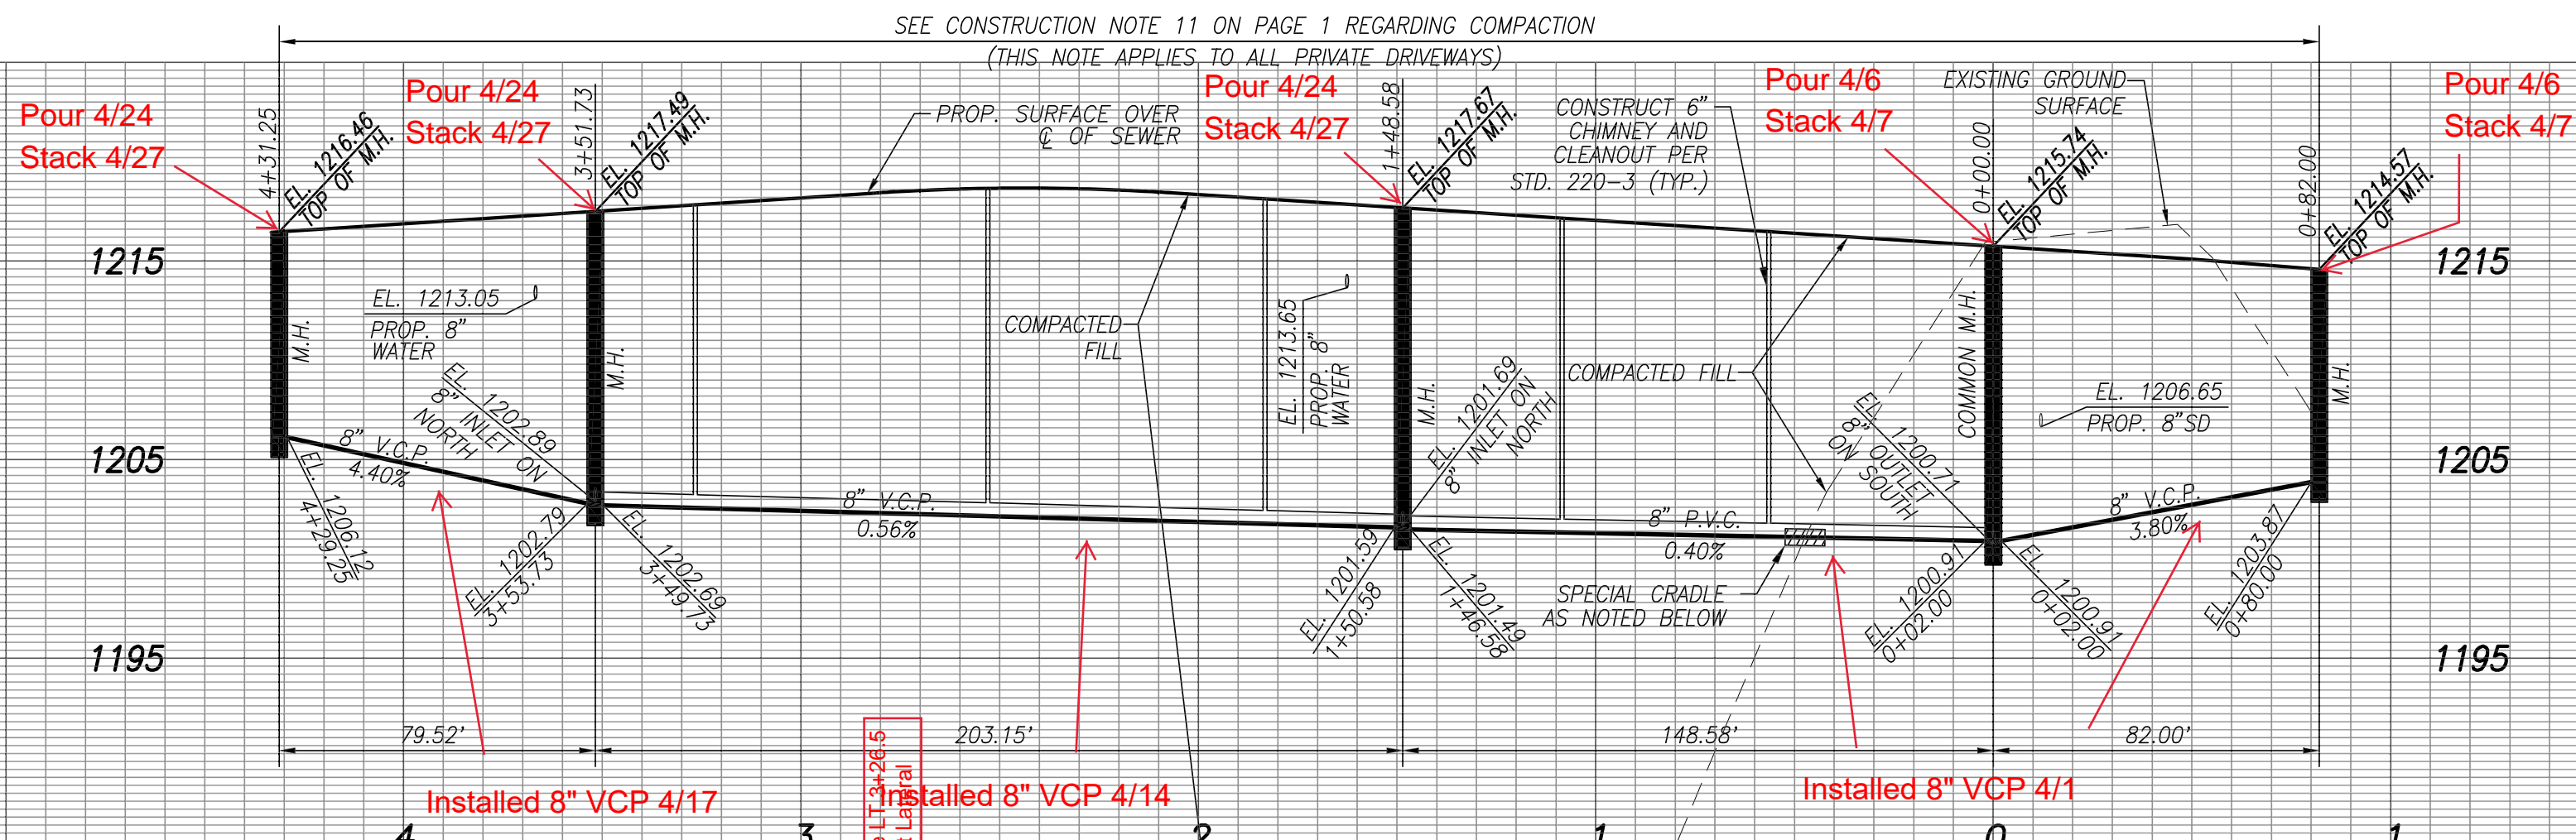 SEE CONSTRUCTION NOTE 11 ON PAGE 1 REGARDING COMPACTION
(THIS NOTE APPLIES TO ALL PRIVATE DRIVEWAYS)
Pour 4/24
Stack 4/27
4+31.25
EL. 1216.46
TOP OF M.H.
Pour 4/24
Stack 4/27
3+51.73
EL. 1217.49
TOP OF M.H.
PROP. SURFACE OVER
℄ OF SEWER
Pour 4/24
Stack 4/27
1+48.58
EL. 1217.67
TOP OF M.H.
CONSTRUCT 6"
CHIMNEY AND
CLEANOUT PER
STD. 220-3 (TYP.)
Pour 4/6
Stack 4/7
EXISTING GROUND
SURFACE
0+00.00
EL. 1215.74
TOP OF M.H.
0+82.00
EL. 1214.57
TOP OF M.H.
Pour 4/6
Stack 4/7
1215
1215
EL. 1213.05
PROP. 8"
WATER
M.H.
M.H.
COMPACTED
FILL
EL. 1213.65
PROP. 8"
WATER
M.H.
COMPACTED FILL
COMMON M.H.
EL. 1206.65
PROP. 8"SD
M.H.
EL. 1202.89
8" INLET ON
NORTH
EL. 1201.69
8" INLET ON
NORTH
EL. 1200.71
8" OUTLET
ON SOUTH
1205
1205
8" V.C.P.
4.40%
8" V.C.P.
0.56%
8" P.V.C.
0.40%
8" V.C.P.
3.80%
EL. 1206.12
4+29.25
EL. 1202.79
3+53.73
EL. 1202.69
3+49.73
EL. 1201.59
1+50.58
EL. 1201.49
1+46.58
SPECIAL CRADLE
AS NOTED BELOW
EL. 1200.91
0+02.00
EL. 1200.91
0+02.00
EL. 1203.87
0+80.00
1195
1195
79.52'
203.15'
148.58'
82.00'
LT 3+26.5
Lateral
Installed 8" VCP 4/17
Installed 8" VCP 4/14
Installed 8" VCP 4/1
4
3
2
1
0
1